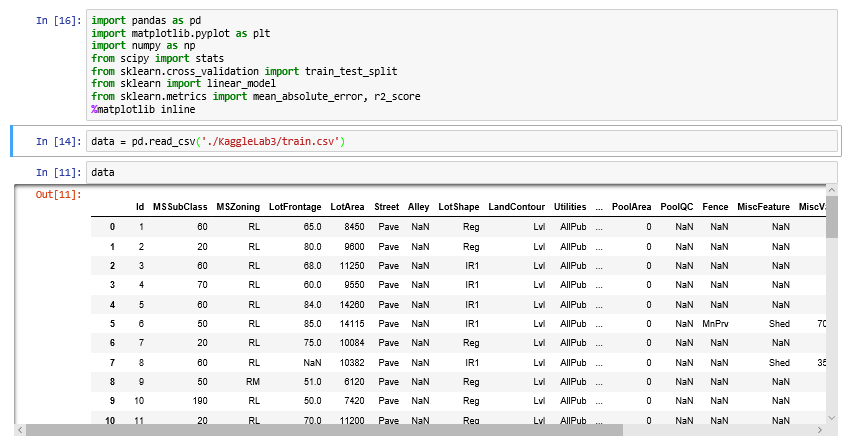 In [16]: import pandas as pd
import matplotlib.pyplot as plt
import numpy as np
from scipy import stats
from sklearn.cross_validation import train_test_split
from sklearn import linear_model
from sklearn.metrics import mean_absolute_error, r2_score
%matplotlib inline
In [14]: data = pd.read_csv('./KaggleLab3/train.csv')
In [11]: data
Out[11]:
Id MSSubClass MSZoning LotFrontage LotArea Street Alley LotShape LandContour Utilities ... PoolArea PoolQC Fence MiscFeature MiscV
0 1 60 RL 65.0 8450 Pave NaN Reg Lvl AllPub ... 0 NaN NaN NaN
1 2 20 RL 80.0 9600 Pave NaN Reg Lvl AllPub ... 0 NaN NaN NaN
2 3 60 RL 68.0 11250 Pave NaN IR1 Lvl AllPub ... 0 NaN NaN NaN
3 4 70 RL 60.0 9550 Pave NaN IR1 Lvl AllPub ... 0 NaN NaN NaN
4 5 60 RL 84.0 14260 Pave NaN IR1 Lvl AllPub ... 0 NaN NaN NaN
5 6 50 RL 85.0 14115 Pave NaN IR1 Lvl AllPub ... 0 NaN MnPrv Shed 70
6 7 20 RL 75.0 10084 Pave NaN Reg Lvl AllPub ... 0 NaN NaN NaN
7 8 60 RL NaN 10382 Pave NaN IR1 Lvl AllPub ... 0 NaN NaN Shed 35
8 9 50 RM 51.0 6120 Pave NaN Reg Lvl AllPub ... 0 NaN NaN NaN
9 10 190 RL 50.0 7420 Pave NaN Reg Lvl AllPub ... 0 NaN NaN NaN
10 11 20 RL 70.0 11200 Pave NaN Reg Lvl AllPub ... 0 NaN NaN NaN